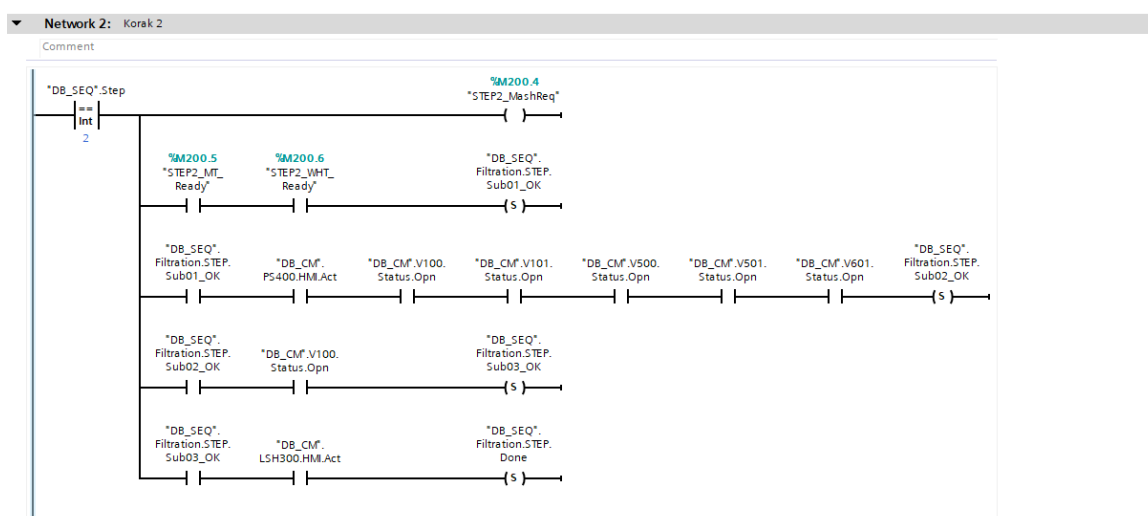 Network 2: Korak 2
Comment
"DB_SEQ".Step
==
Int
2
%M200.4
"STEP2_MashReq"
%M200.5
"STEP2_MT_
Ready"
%M200.6
"STEP2_WHT_
Ready"
"DB_SEQ".
Filtration.STEP.
Sub01_OK
S
"DB_SEQ".
Filtration.STEP.
Sub01_OK
"DB_CM".
PS400.HMI.Act
"DB_CM".V100.
Status.Opn
"DB_CM".V101.
Status.Opn
"DB_CM".V500.
Status.Opn
"DB_CM".V501.
Status.Opn
"DB_CM".V601.
Status.Opn
"DB_SEQ".
Filtration.STEP.
Sub02_OK
S
"DB_SEQ".
Filtration.STEP.
Sub02_OK
"DB_CM".V100.
Status.Opn
"DB_SEQ".
Filtration.STEP.
Sub03_OK
S
"DB_SEQ".
Filtration.STEP.
Sub03_OK
"DB_CM".
LSH300.HMI.Act
"DB_SEQ".
Filtration.STEP.
Done
S